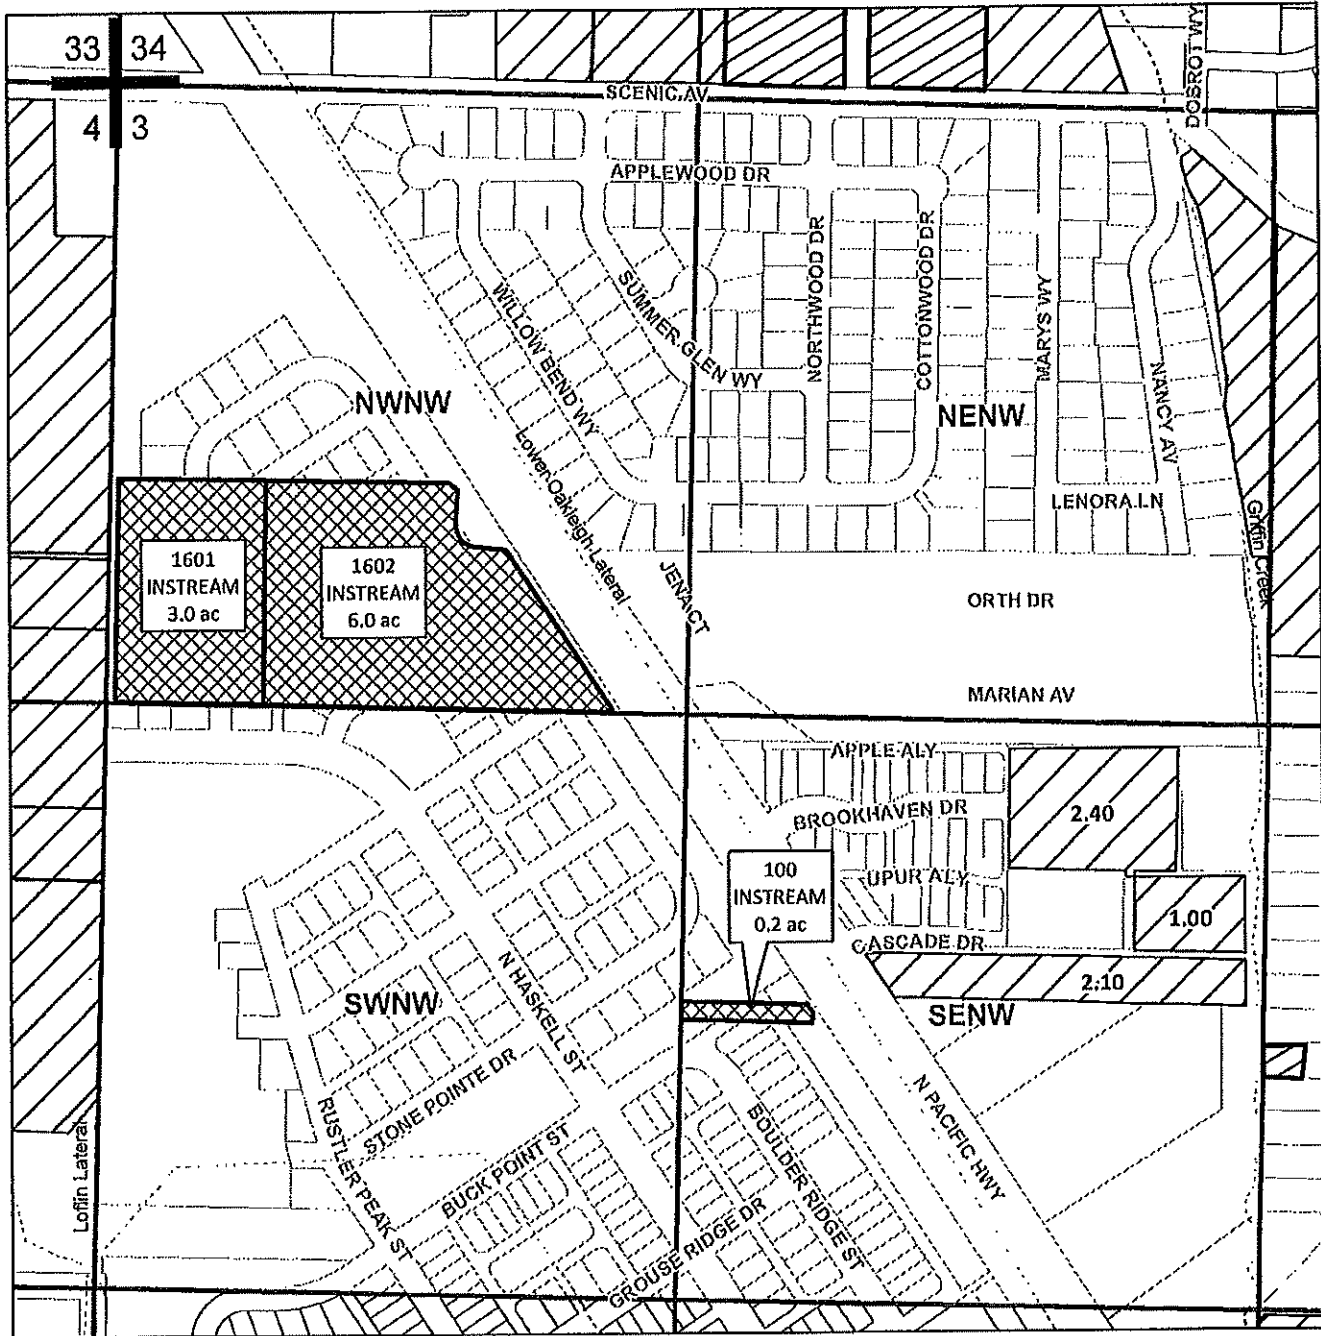 33 34
4 3
SCENIC AV
DOBROT WY
APPLEWOOD DR
WILLOW BEND WY
SUMMER GLEN WY
NORTHWOOD DR
COTTONWOOD DR
MARYS WY
NANCY AV
NWNW
NENW
Lower Oakleigh Lateral
LENORA LN
Griffin Creek
JENA CT
1601
INSTREAM
3.0 ac
1602
INSTREAM
6.0 ac
ORTH DR
MARIAN AV
APPLE ALY
BROOKHAVEN DR
2.40
UPUR ALY
100
INSTREAM
0.2 ac
1.00
CASCADE DR
2.10
SWNW
SENW
N HASKELL ST
STONE POINTE DR
RUSTLER PEAK ST
BUCK POINT ST
BOULDER RIDGE ST
N PACIFIC HWY
GROUSE RIDGE DR
Loflin Lateral